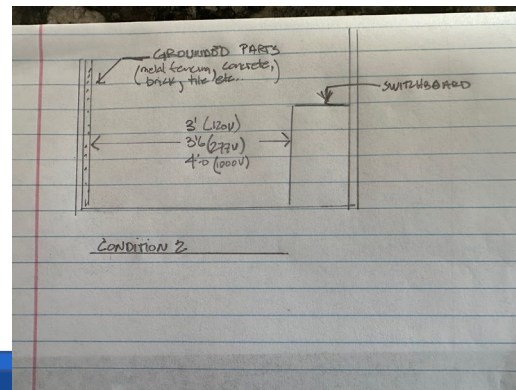 GROUNDED PARTS
(metal fencing, concrete,
brick, tile etc..
SWITCHBOARD
3' (120V)
3'6 (277V)
4'-0 (1000V)
CONDITION 2